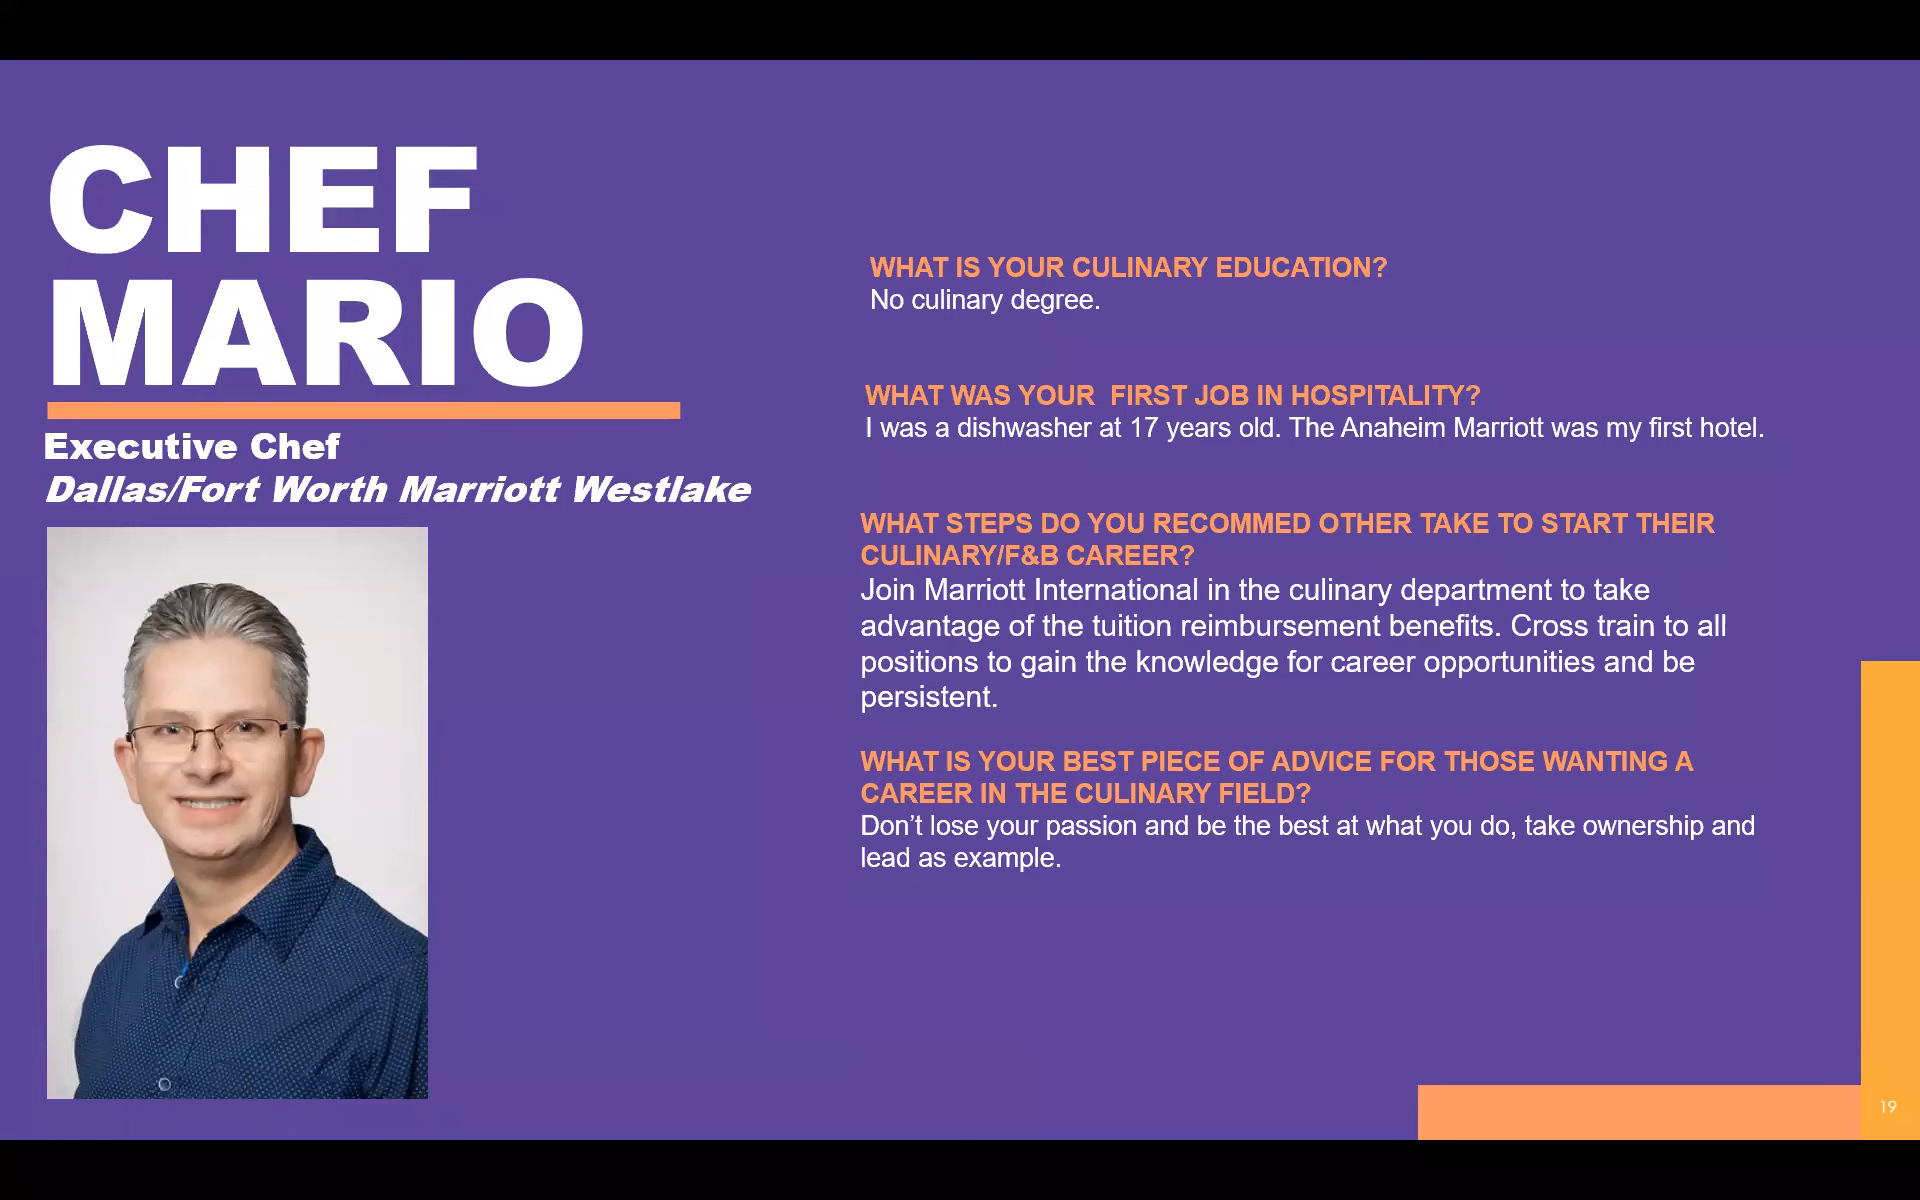 CHEF
MARIO
Executive Chef
Dallas/Fort Worth Marriott Westlake
WHAT IS YOUR CULINARY EDUCATION?
No culinary degree.
WHAT WAS YOUR  FIRST JOB IN HOSPITALITY?
I was a dishwasher at 17 years old. The Anaheim Marriott was my first hotel.
WHAT STEPS DO YOU RECOMMED OTHER TAKE TO START THEIR
CULINARY/F&B CAREER?
Join Marriott International in the culinary department to take
advantage of the tuition reimbursement benefits. Cross train to all
positions to gain the knowledge for career opportunities and be
persistent.
WHAT IS YOUR BEST PIECE OF ADVICE FOR THOSE WANTING A
CAREER IN THE CULINARY FIELD?
Don’t lose your passion and be the best at what you do, take ownership and
lead as example.
19